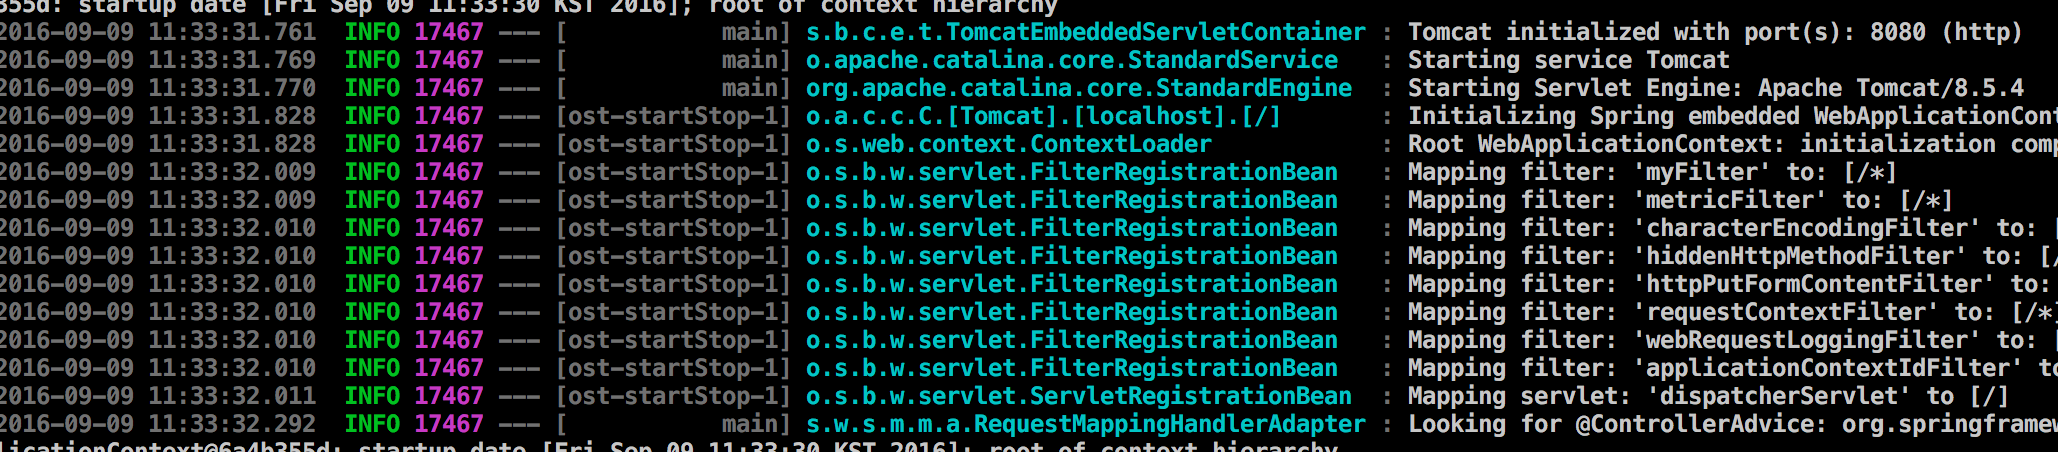 355d: startup date [Fri Sep 09 11:33:30 KST 2016]; root of context hierarchy
2016-09-09 11:33:31.761  INFO 17467 --- [           main] s.b.c.e.t.TomcatEmbeddedServletContainer : Tomcat initialized with port(s): 8080 (http)
2016-09-09 11:33:31.769  INFO 17467 --- [           main] o.apache.catalina.core.StandardService   : Starting service Tomcat
2016-09-09 11:33:31.770  INFO 17467 --- [           main] org.apache.catalina.core.StandardEngine  : Starting Servlet Engine: Apache Tomcat/8.5.4
2016-09-09 11:33:31.828  INFO 17467 --- [ost-startStop-1] o.a.c.c.C.[Tomcat].[localhost].[/]       : Initializing Spring embedded WebApplicationCont
2016-09-09 11:33:31.828  INFO 17467 --- [ost-startStop-1] o.s.web.context.ContextLoader            : Root WebApplicationContext: initialization comp
2016-09-09 11:33:32.009  INFO 17467 --- [ost-startStop-1] o.s.b.w.servlet.FilterRegistrationBean   : Mapping filter: 'myFilter' to: [/*]
2016-09-09 11:33:32.009  INFO 17467 --- [ost-startStop-1] o.s.b.w.servlet.FilterRegistrationBean   : Mapping filter: 'metricFilter' to: [/*]
2016-09-09 11:33:32.010  INFO 17467 --- [ost-startStop-1] o.s.b.w.servlet.FilterRegistrationBean   : Mapping filter: 'characterEncodingFilter' to: [
2016-09-09 11:33:32.010  INFO 17467 --- [ost-startStop-1] o.s.b.w.servlet.FilterRegistrationBean   : Mapping filter: 'hiddenHttpMethodFilter' to: [/
2016-09-09 11:33:32.010  INFO 17467 --- [ost-startStop-1] o.s.b.w.servlet.FilterRegistrationBean   : Mapping filter: 'httpPutFormContentFilter' to:
2016-09-09 11:33:32.010  INFO 17467 --- [ost-startStop-1] o.s.b.w.servlet.FilterRegistrationBean   : Mapping filter: 'requestContextFilter' to: [/*]
2016-09-09 11:33:32.010  INFO 17467 --- [ost-startStop-1] o.s.b.w.servlet.FilterRegistrationBean   : Mapping filter: 'webRequestLoggingFilter' to: [
2016-09-09 11:33:32.010  INFO 17467 --- [ost-startStop-1] o.s.b.w.servlet.FilterRegistrationBean   : Mapping filter: 'applicationContextIdFilter' to
2016-09-09 11:33:32.011  INFO 17467 --- [ost-startStop-1] o.s.b.w.servlet.ServletRegistrationBean  : Mapping servlet: 'dispatcherServlet' to [/]
2016-09-09 11:33:32.292  INFO 17467 --- [           main] s.w.s.m.m.a.RequestMappingHandlerAdapter : Looking for @ControllerAdvice: org.springframew
licationContext@6a4b355d: startup date [Fri Sep 09 11:33:30 KST 2016]; root of context hierarchy